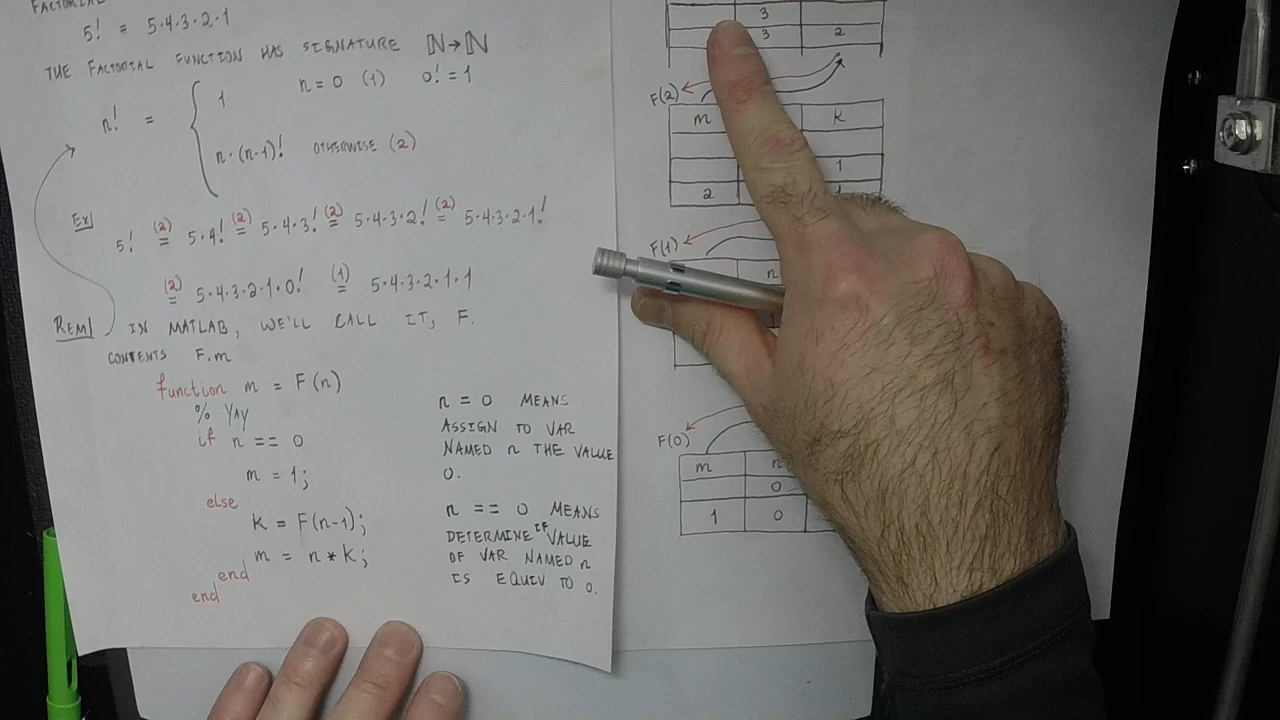 FACTORIAL
5! = 5·4·3·2·1
THE FACTORIAL FUNCTION HAS SIGNATURE ℕ→ℕ
n! = { 1 n = 0 (1) 0! = 1
n·(n-1)! OTHERWISE (2)
Ex|
5! (2)= 5·4! (2)= 5·4·3! (2)= 5·4·3·2! (2)= 5·4·3·2·1!
(2)= 5·4·3·2·1·0! (1)= 5·4·3·2·1·1
REM| IN MATLAB, WE'LL CALL IT, F.
CONTENTS F.m
function m = F(n)
% YAY
if n == 0
m = 1;
else
k = F(n-1);
m = n * k;
end
end
n = 0 MEANS
ASSIGN TO VAR
NAMED n THE VALUE
0.
n == 0 MEANS
DETERMINE IF VALUE
OF VAR NAMED n
IS EQUIV TO 0.
3
3 2
F(2)
m k
1
2 1
F(1)
n
1
F(0)
m n
0
1 0